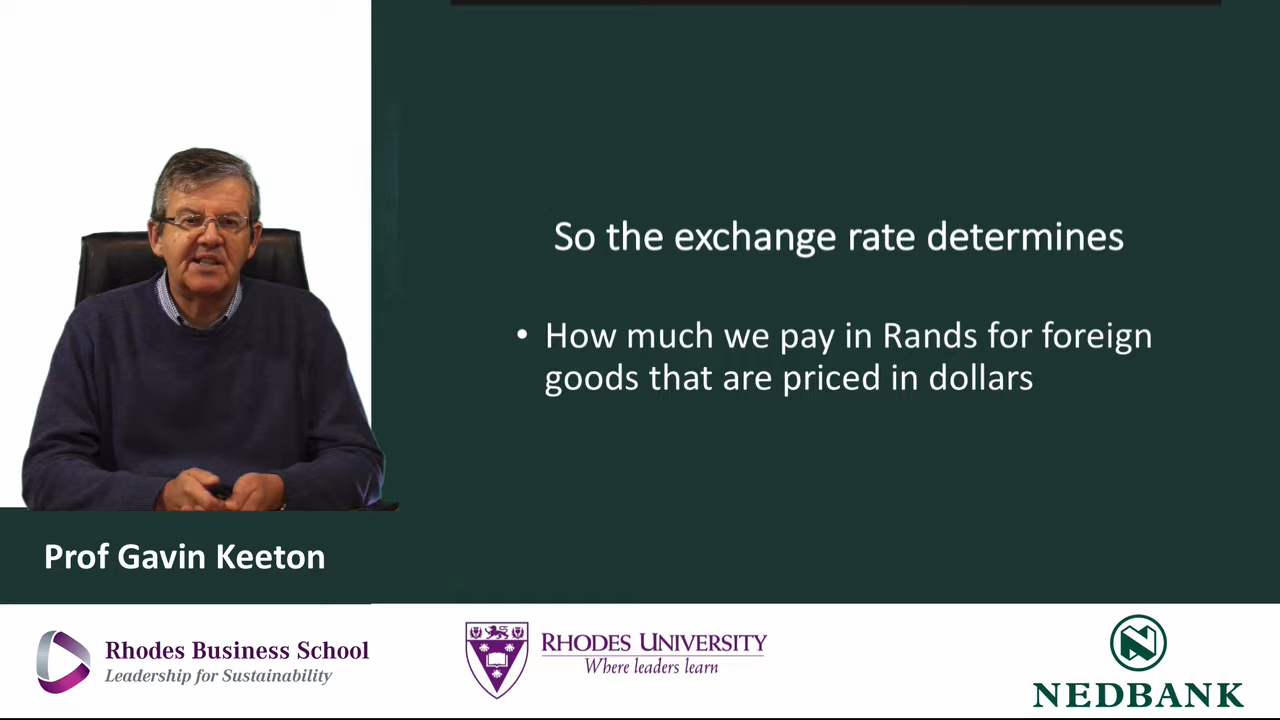 So the exchange rate determines
• How much we pay in Rands for foreign
goods that are priced in dollars
Prof Gavin Keeton
Rhodes Business School
Leadership for Sustainability
RHODES UNIVERSITY
Where leaders learn
NEDBANK